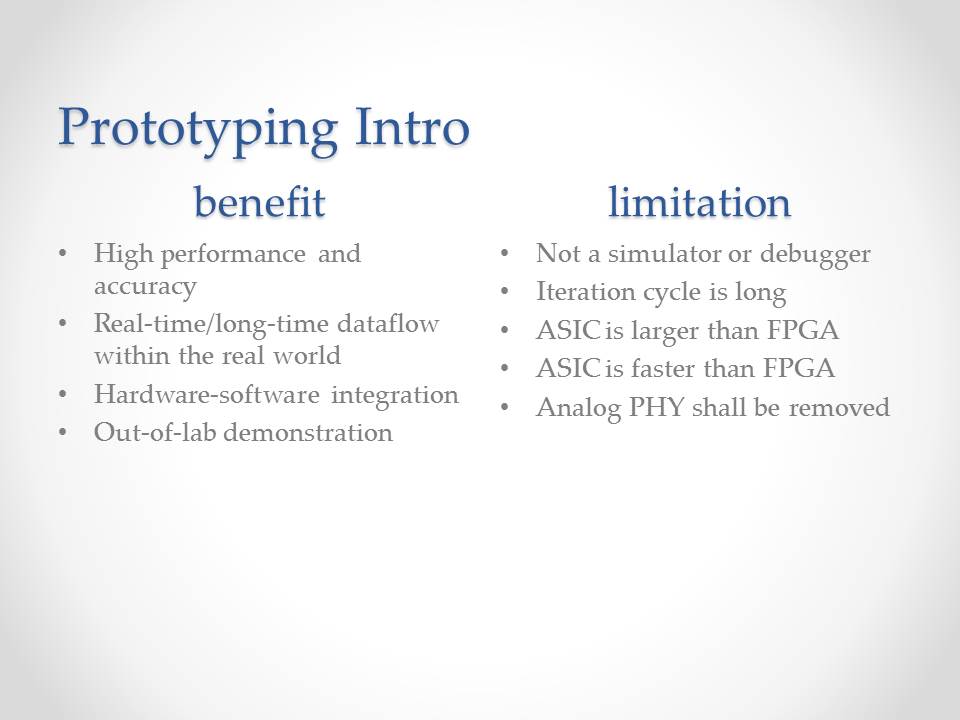 Prototyping Intro
benefit
• High performance and
accuracy
• Real-time/long-time dataflow
within the real world
• Hardware-software integration
• Out-of-lab demonstration
limitation
• Not a simulator or debugger
• Iteration cycle is long
• ASIC is larger than FPGA
• ASIC is faster than FPGA
• Analog PHY shall be removed